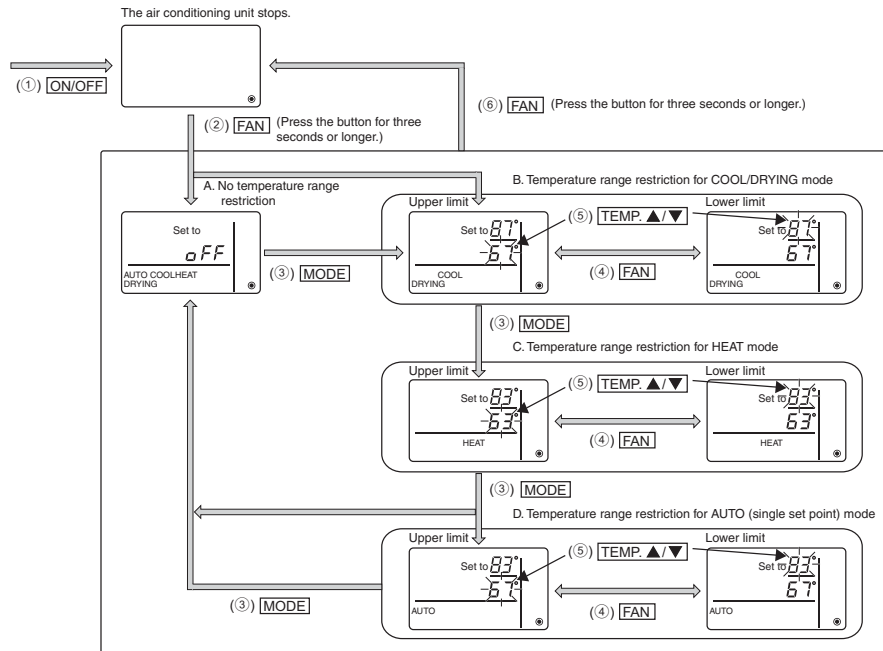 The air conditioning unit stops.
(①) ON/OFF
(②) FAN (Press the button for three
seconds or longer.)
(⑥) FAN (Press the button for three seconds or longer.)
A. No temperature range
restriction
Set to
oFF
AUTO COOLHEAT
DRYING
(③) MODE
B. Temperature range restriction for COOL/DRYING mode
Upper limit
Set to 87°
67°
COOL
DRYING
(⑤) TEMP. ▲/▼
(④) FAN
Lower limit
Set to 87°
67°
COOL
DRYING
(③) MODE
C. Temperature range restriction for HEAT mode
Upper limit
Set to 83°
63°
HEAT
(⑤) TEMP. ▲/▼
(④) FAN
Lower limit
Set to 83°
63°
HEAT
(③) MODE
D. Temperature range restriction for AUTO (single set point) mode
Upper limit
Set to 83°
67°
AUTO
(⑤) TEMP. ▲/▼
(④) FAN
Lower limit
Set to 83°
67°
AUTO
(③) MODE